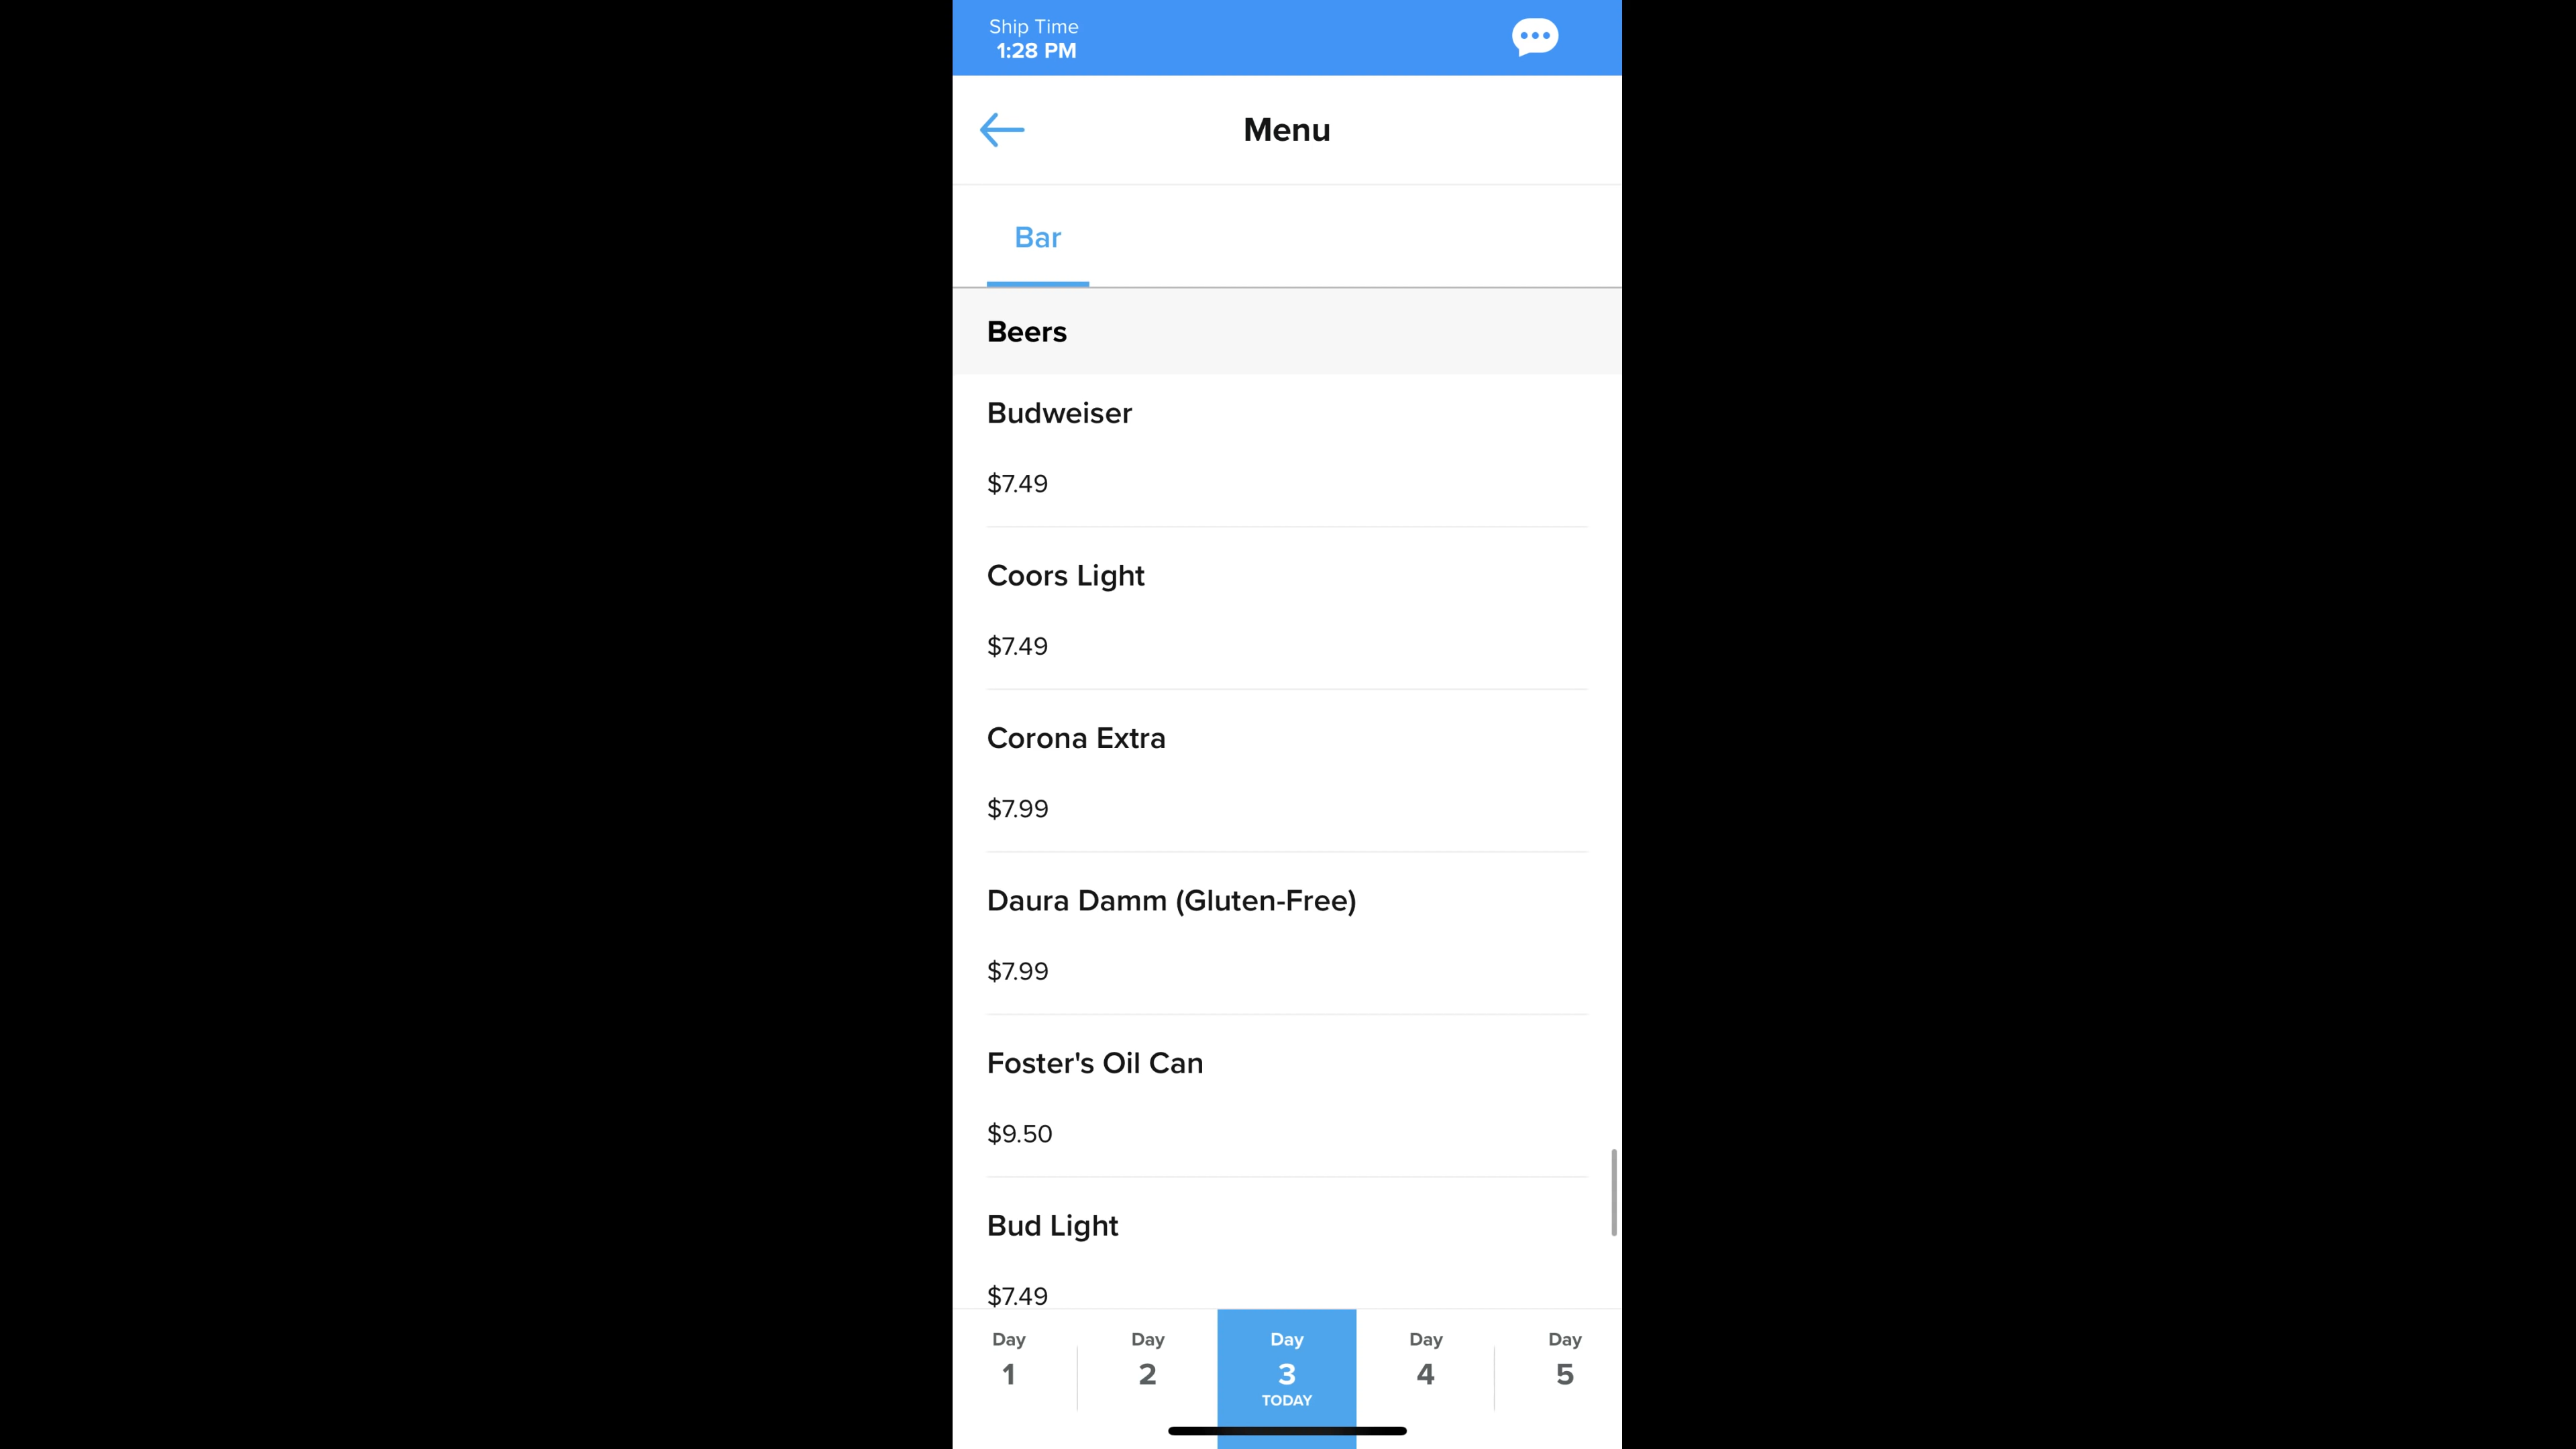 Ship Time
1:28 PM
Menu
Bar
Beers
Budweiser
$7.49
Coors Light
$7.49
Corona Extra
$7.99
Daura Damm (Gluten-Free)
$7.99
Foster's Oil Can
$9.50
Bud Light
$7.49
Day Day Day Day Day
1 2 3 4 5
TODAY